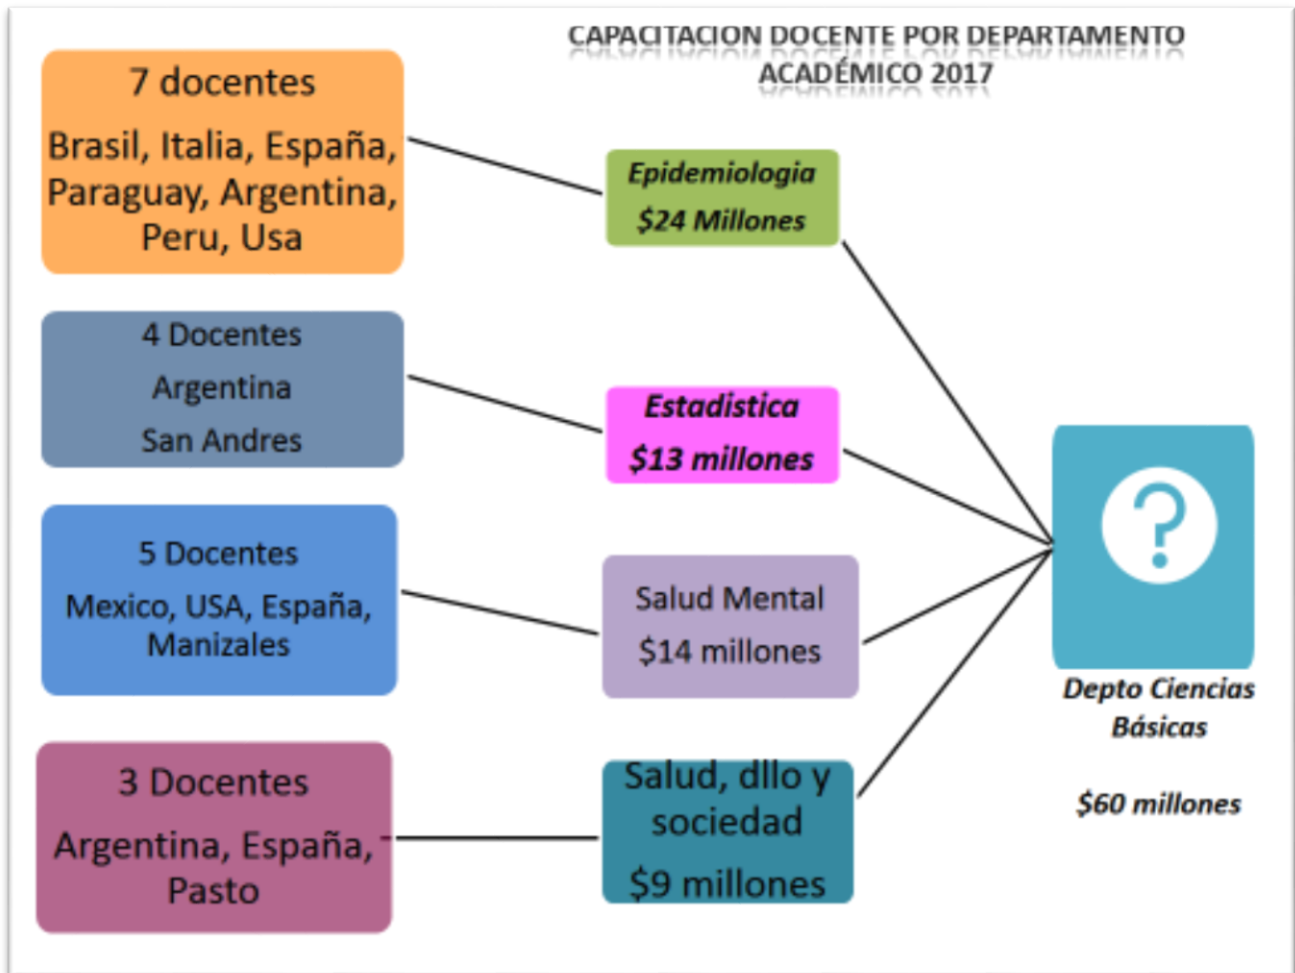 CAPACITACION DOCENTE POR DEPARTAMENTO
ACADÉMICO 2017
7 docentes
Brasil, Italia, España,
Paraguay, Argentina,
Peru, Usa
Epidemiologia
$24 Millones
4 Docentes
Argentina
San Andres
Estadistica
$13 millones
5 Docentes
Mexico, USA, España,
Manizales
Salud Mental
$14 millones
3 Docentes
Argentina, España,
Pasto
Salud, dllo y
sociedad
$9 millones
?
Depto Ciencias
Básicas
$60 millones